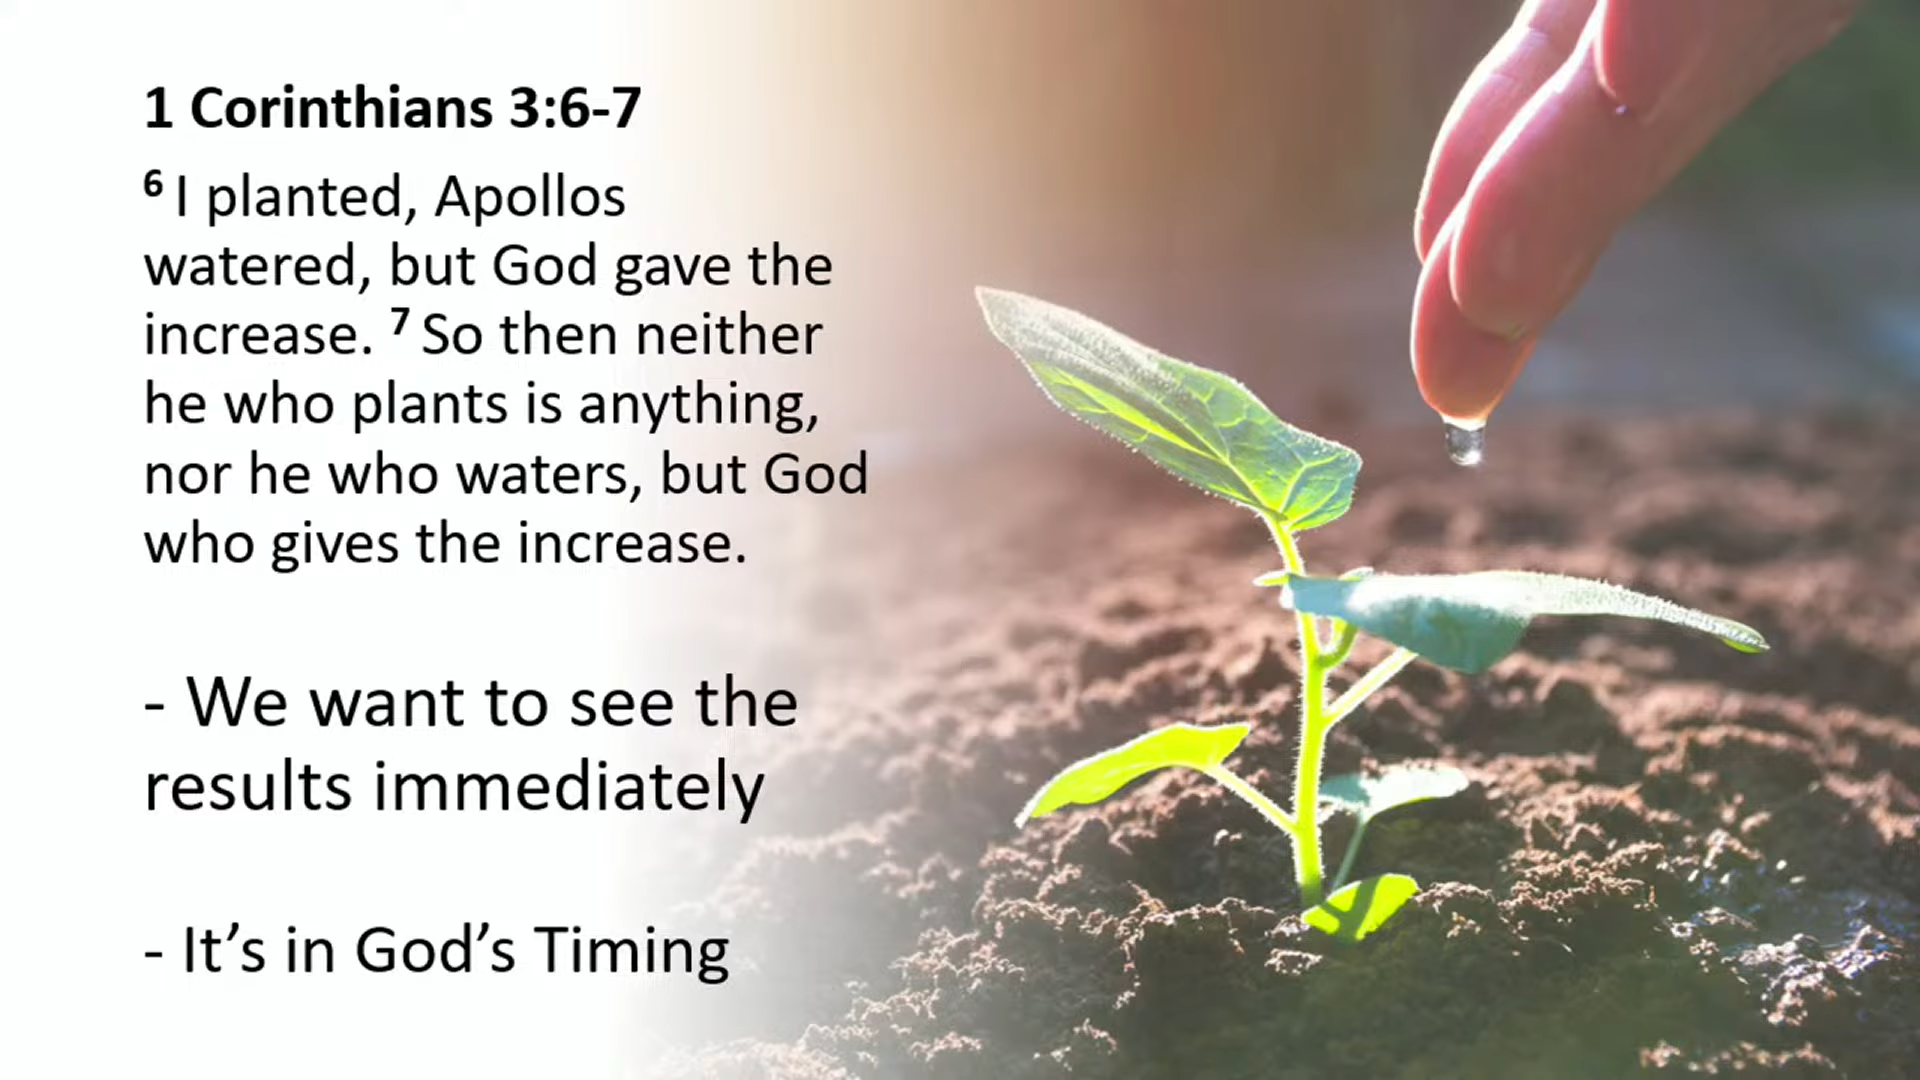 1 Corinthians 3:6-7
6 I planted, Apollos
watered, but God gave the
increase. 7 So then neither
he who plants is anything,
nor he who waters, but God
who gives the increase.
- We want to see the
results immediately
- It’s in God’s Timing